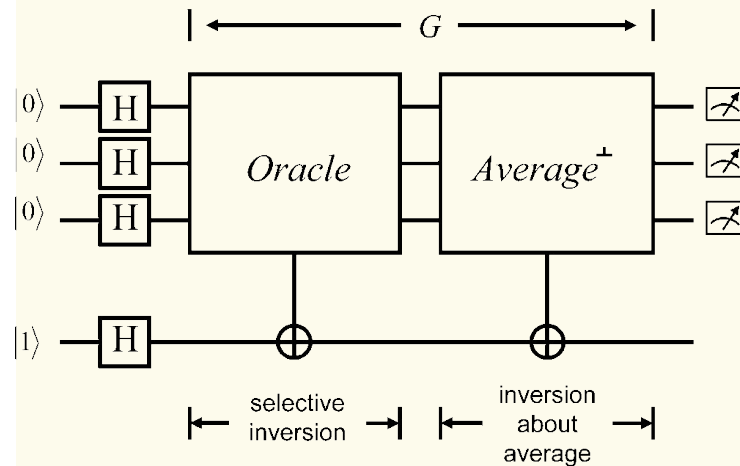 G
|0⟩ H
|0⟩ H Oracle Average⊥
|0⟩ H
|1⟩ H
selective
inversion
inversion
about
average